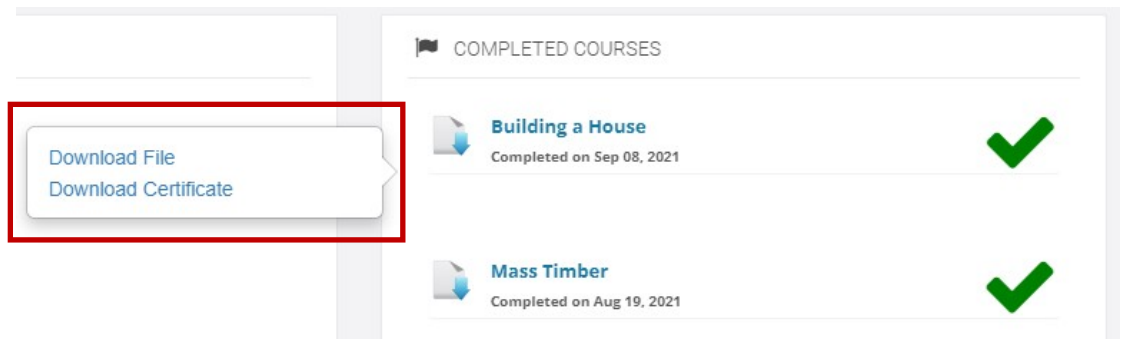 COMPLETED COURSES
Download File
Download Certificate
Building a House
Completed on Sep 08, 2021
Mass Timber
Completed on Aug 19, 2021